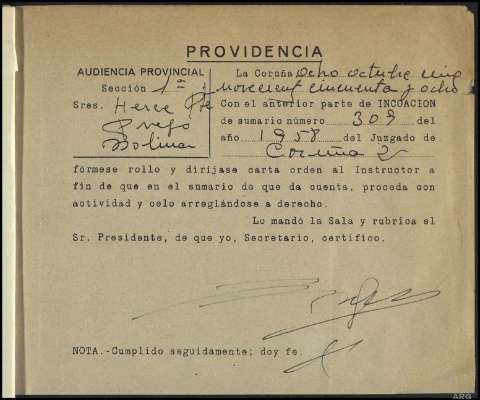 PROVIDENCIA
AUDIENCIA PROVINCIAL
Sección 1ª
Sres. Herce Pte
Prego
Molina
La Coruña ocho octubre mil
novecient cincuenta y ocho
Con el anterior parte de INCOACION
de sumario número 309 del
año 1958 del Juzgado de
Coruña 2
fórmese rollo y diríjase carta orden al Instructor a
fin de que en el sumario de que da cuenta, proceda con
actividad y celo arreglándose a derecho.
Lo mandó la Sala y rubrica el
Sr. Presidente, de que yo, Secretario, certifico.
NOTA.-Cumplido seguidamente; doy fe.
ARG